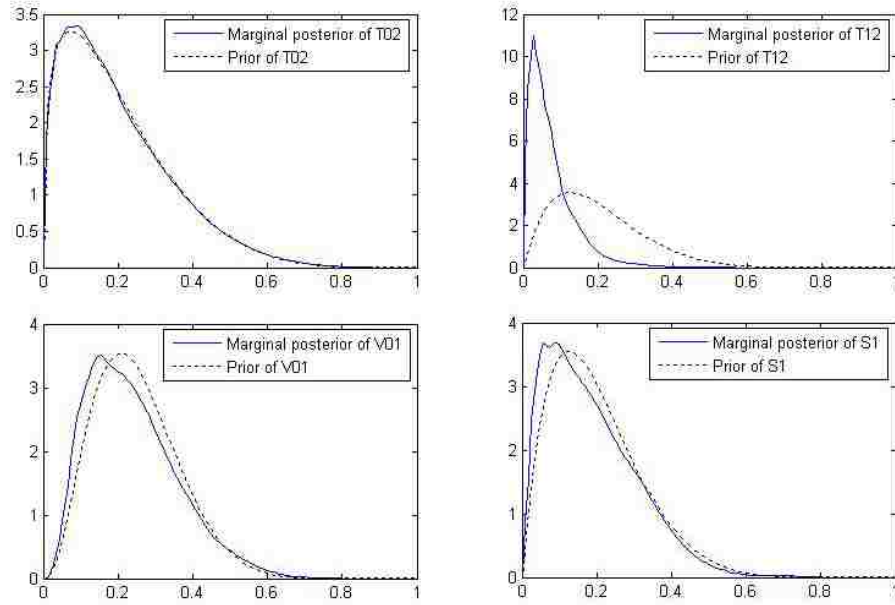 3.5
3
2.5
2
1.5
1
0.5
0
0 0.2 0.4 0.6 0.8 1
Marginal posterior of T02
Prior of T02
12
10
8
6
4
2
0
0 0.2 0.4 0.6 0.8 1
Marginal posterior of T12
Prior of T12
4
3
2
1
0
0 0.2 0.4 0.6 0.8 1
Marginal posterior of V01
Prior of V01
4
3
2
1
0
0 0.2 0.4 0.6 0.8 1
Marginal posterior of S1
Prior of S1